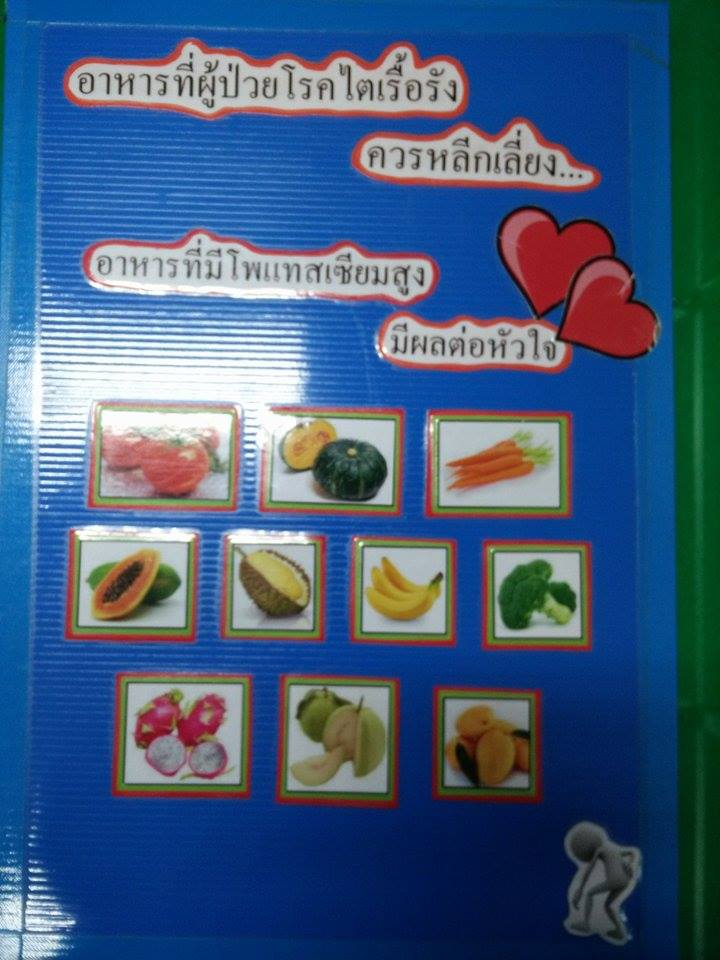 อาหารที่ผู้ป่วยโรคไตเรื้อรัง
ควรหลีกเลี่ยง...
อาหารที่มีโพแทสเซียมสูง
มีผลต่อหัวใจ